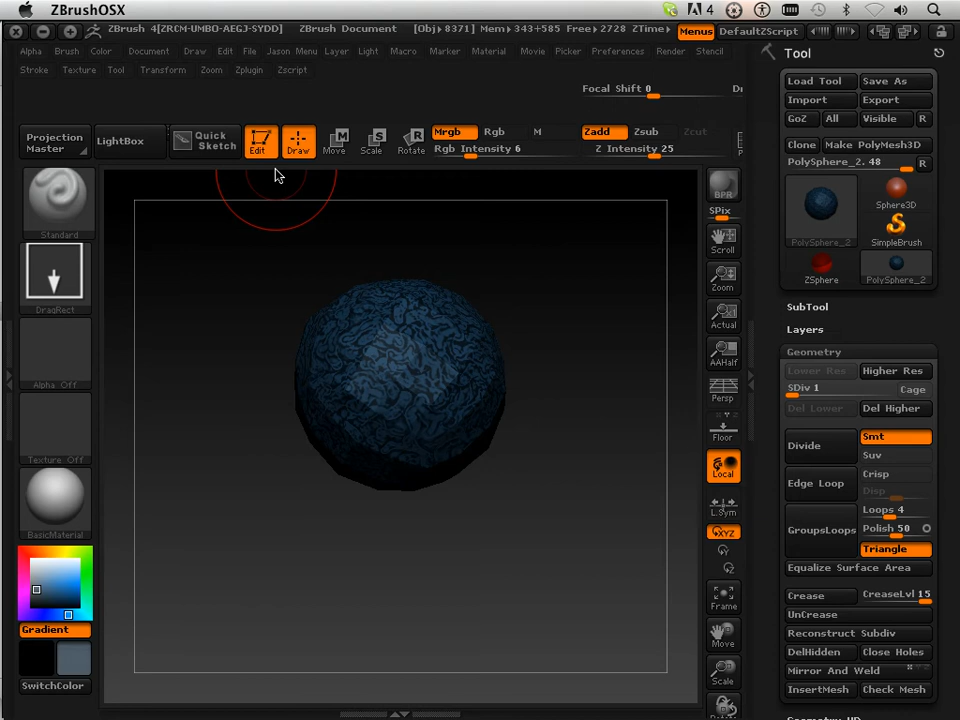 ZBrushOSX 4
ZBrush 4[ZRCM-UMBO-AEGJ-SYDD] ZBrush Document [Obj> 8371] Mem> 343+585 Free> 2728 ZTime> Menus DefaultZScript
Alpha Brush Color Document Draw Edit File Jason Menu Layer Light Macro Marker Material Movie Picker Preferences Render Stencil
Stroke Texture Tool Transform Zoom Zplugin Zscript
Focal Shift 0 Dr
Projection Master
LightBox
Quick Sketch
Edit
Draw
Move
Scale
Rotate
Mrgb Rgb M
Rgb Intensity 6
Zadd Zsub Zcut
Z Intensity 25
Standard
DragRect
Alpha Off
Texture Off
BasicMaterial
Gradient
SwitchColor
BPR
SPix
Scroll
Zoom
Actual
AAHalf
Persp
Floor
Local
L.Sym
XYZ
Frame
Move
Scale
Tool
Load Tool Save As
Import Export
GoZ All Visible R
Clone Make PolyMesh3D
PolySphere_2. 48 R
PolySphere_2
Sphere3D
SimpleBrush
ZSphere
PolySphere_2
SubTool
Layers
Geometry
Lower Res Higher Res
SDiv 1 Cage
Del Lower Del Higher
Divide
Smt
Suv
Edge Loop
Crisp
Disp
GroupsLoops
Loops 4
Polish 50
Triangle
Equalize Surface Area
Crease CreaseLvl 15
UnCrease
Reconstruct Subdiv
DelHidden Close Holes
Mirror And Weld
InsertMesh Check Mesh